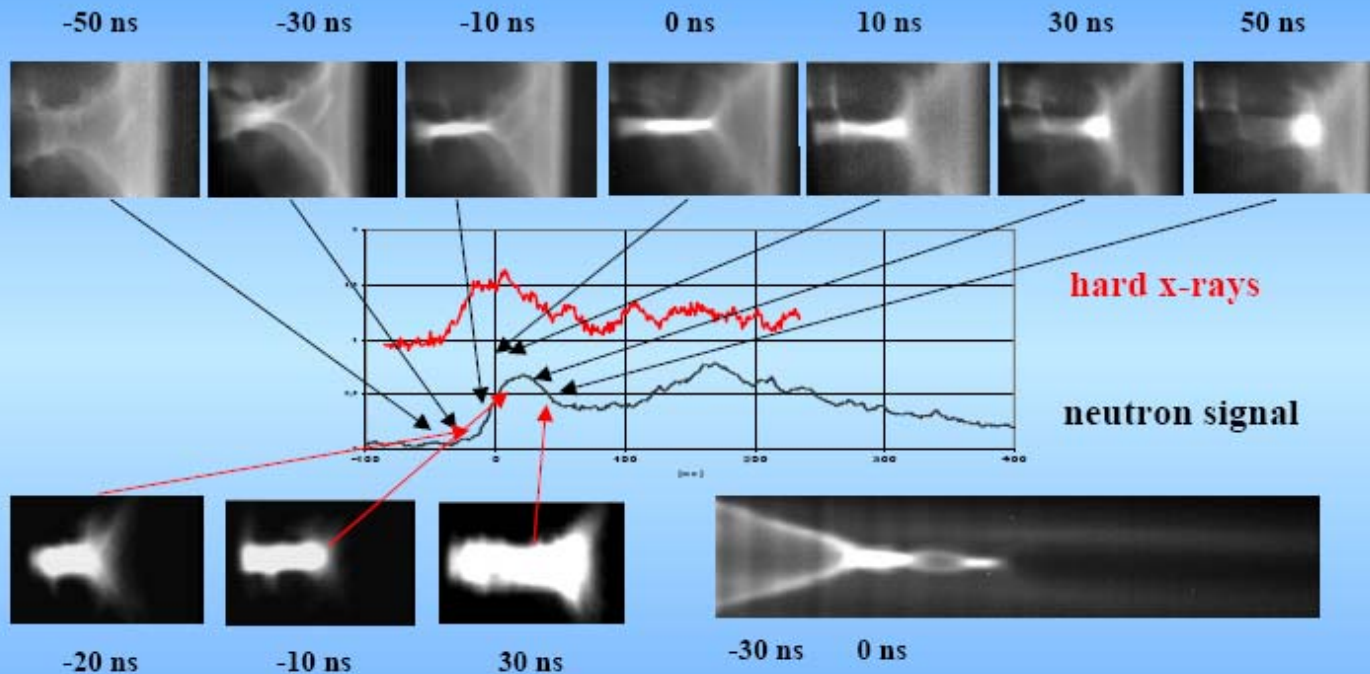 -50 ns -30 ns -10 ns 0 ns 10 ns 30 ns 50 ns
hard x-rays
neutron signal
-100 0 100 200 300 400
-20 ns -10 ns 30 ns
-30 ns 0 ns